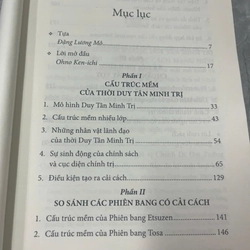 Mục lục
❖ Tựa
Đặng Lương Mô 7
❖ Lời mở đầu
Ohno Ken-ichi 17
Phần I
CẤU TRÚC MỀM
CỦA THỜI DUY TÂN MINH TRỊ
1. Mô hình Duy Tân Minh Trị 33
2. Cấu trúc mềm nhiều lớp 43
3. Những nhân vật lãnh đạo
của thời Duy Tân Minh Trị 54
4. Sự sinh động của chính sách
và cục diện chính trị 65
5. Điều kiện tạo ra cải cách 129
Phần II
SO SÁNH CÁC PHIÊN BANG CÓ CẢI CÁCH
1. Cấu trúc mềm của Phiên bang Etsuzen 141
2. Cấu trúc mềm của Phiên bang Tosa 146